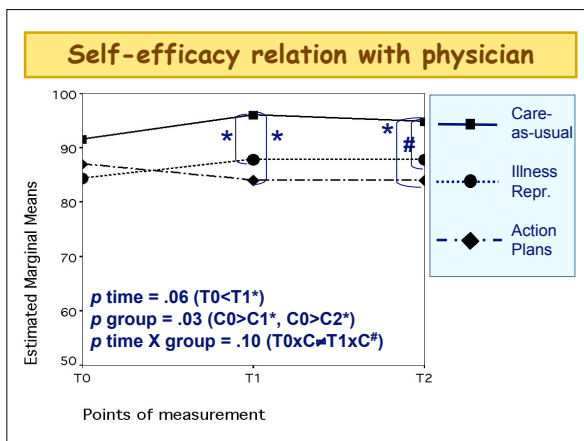 Self-efficacy relation with physician
100
90
80
70
60
50
Estimated Marginal Means
* *
* #
p time = .06 (T0<T1*)
p group = .03 (C0>C1*, C0>C2*)
p time X group = .10 (T0xC≠T1xC#)
T0 T1 T2
Points of measurement
Care-
as-usual
Illness
Repr.
Action
Plans